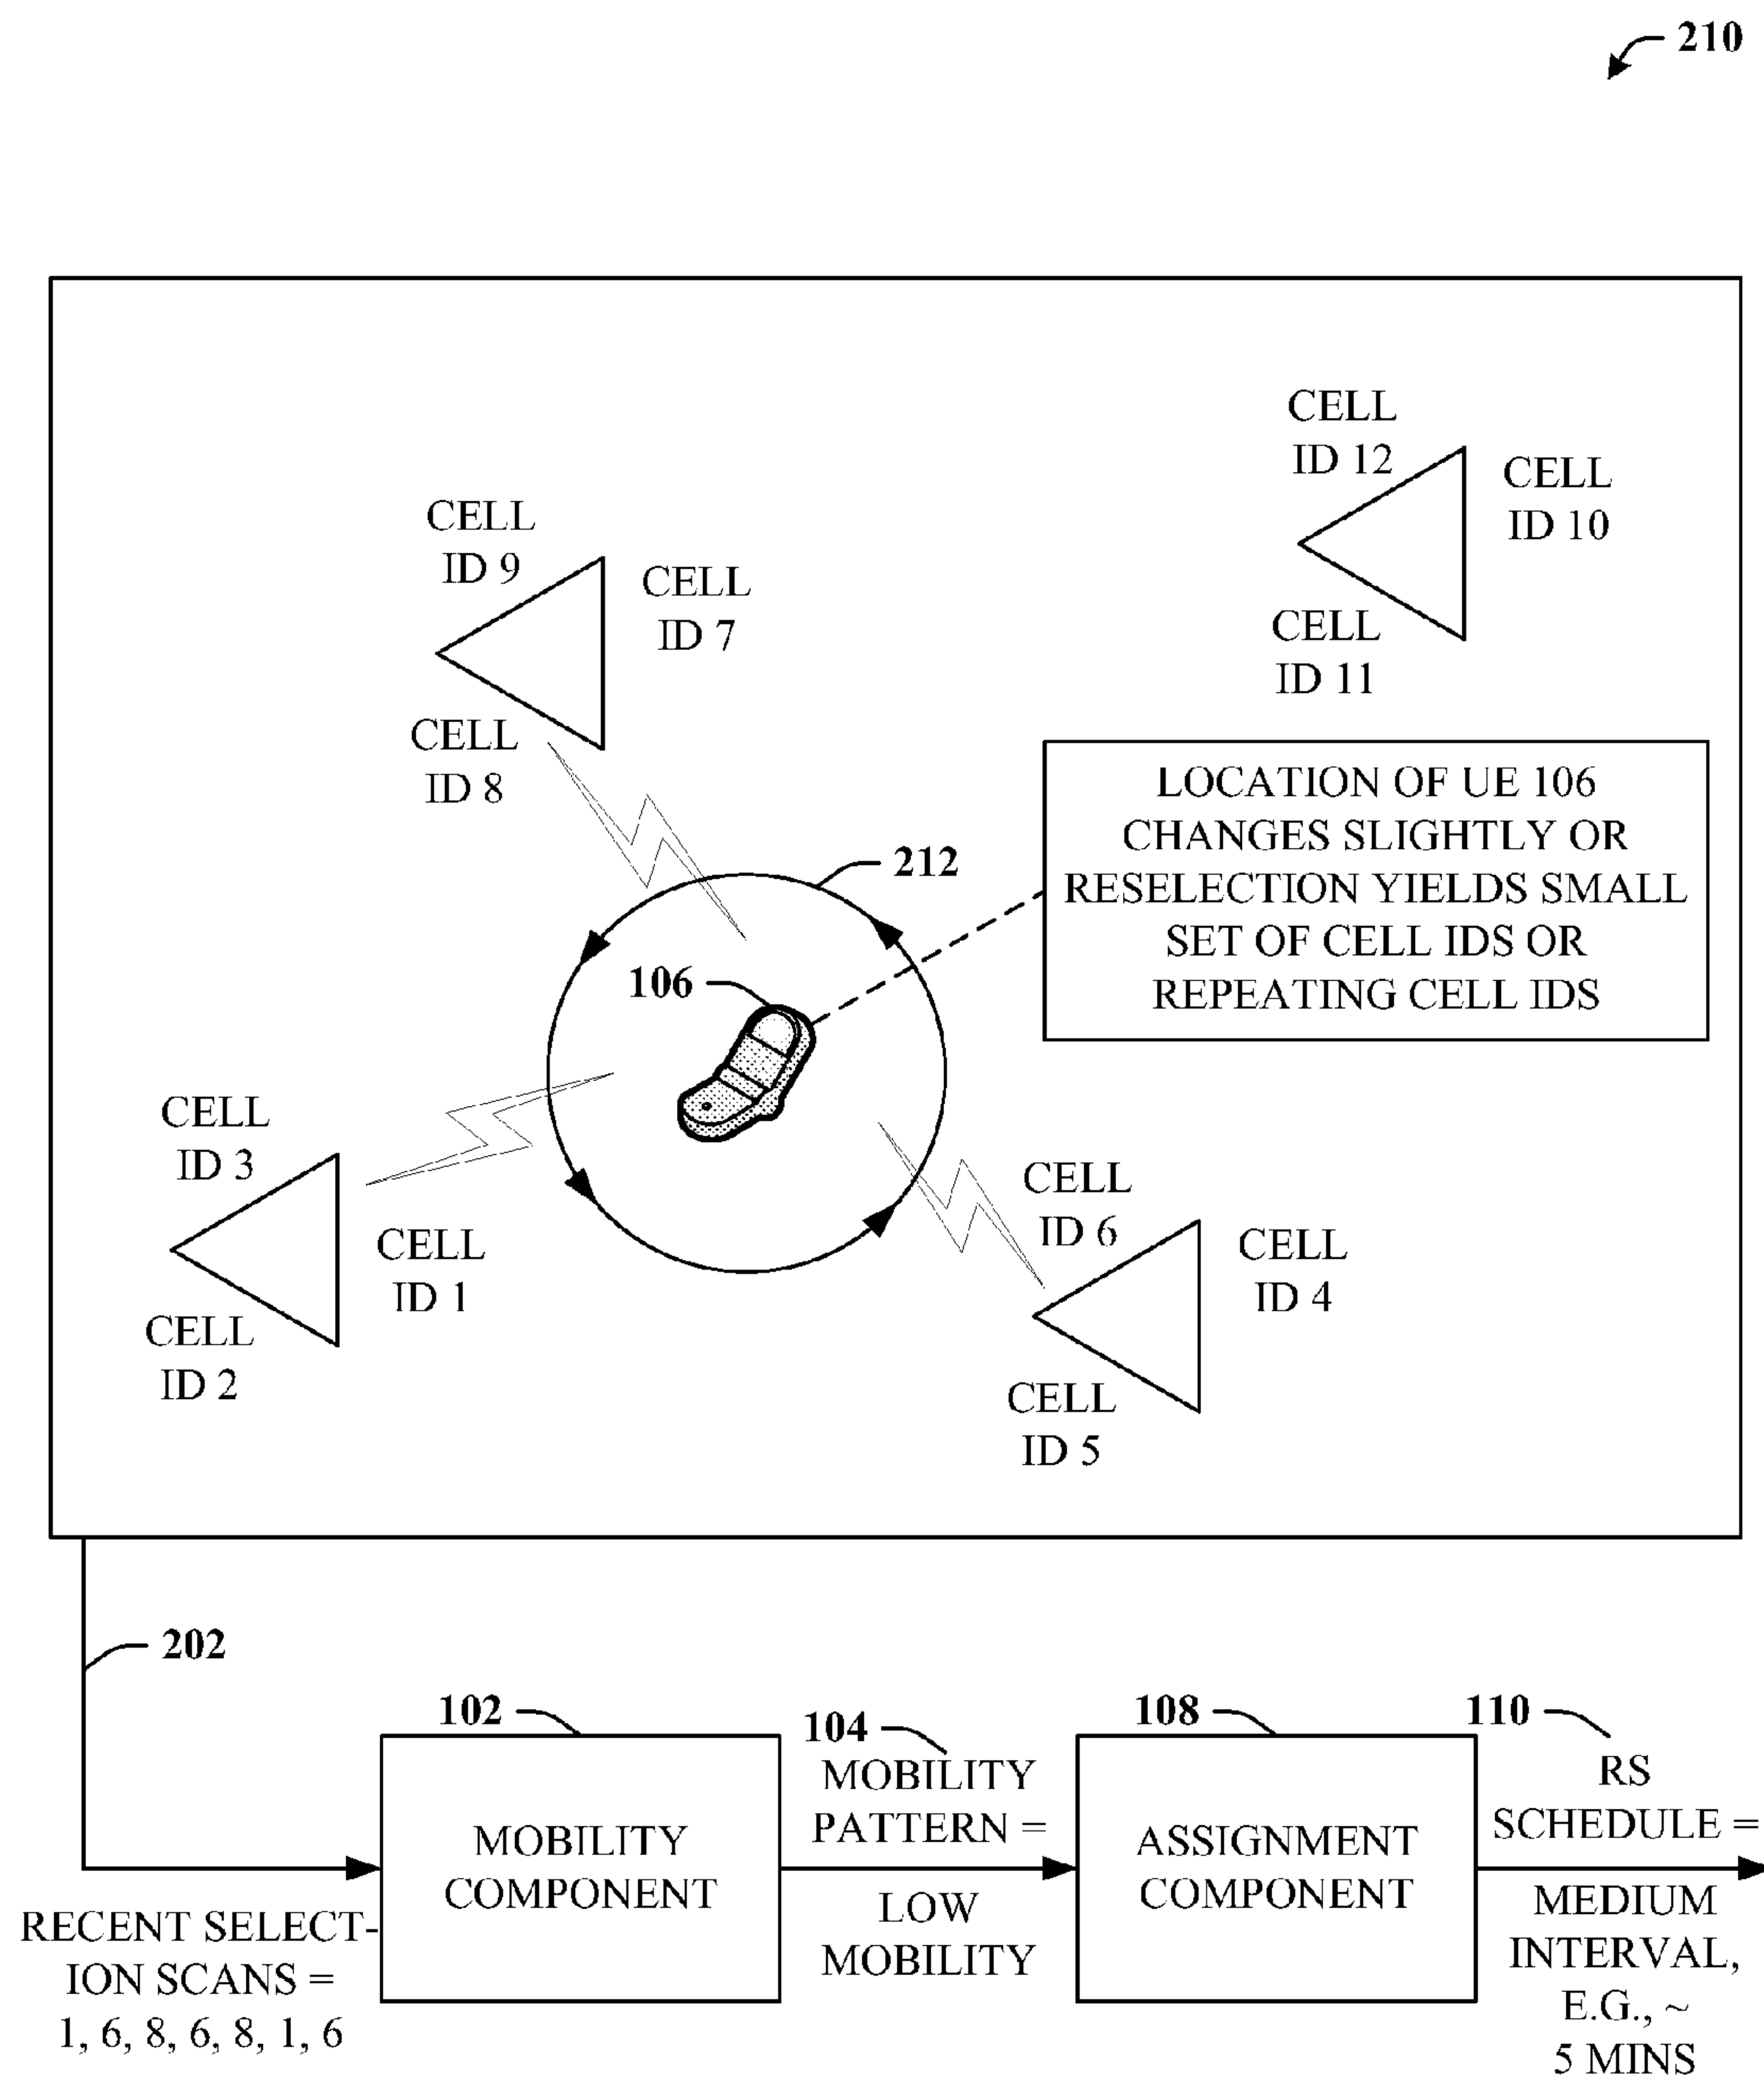 210
CELL
ID 12
CELL
ID 10
CELL
ID 11
CELL
ID 9
CELL
ID 7
CELL
ID 8
LOCATION OF UE 106
CHANGES SLIGHTLY OR
RESELECTION YIELDS SMALL
SET OF CELL IDS OR
REPEATING CELL IDS
212
106
CELL
ID 3
CELL
ID 1
CELL
ID 2
CELL
ID 6
CELL
ID 4
CELL
ID 5
202
RECENT SELECT-
ION SCANS =
1, 6, 8, 6, 8, 1, 6
102
MOBILITY
COMPONENT
104
MOBILITY
PATTERN =
LOW
MOBILITY
108
ASSIGNMENT
COMPONENT
110
RS
SCHEDULE =
MEDIUM
INTERVAL,
E.G., ~
5 MINS